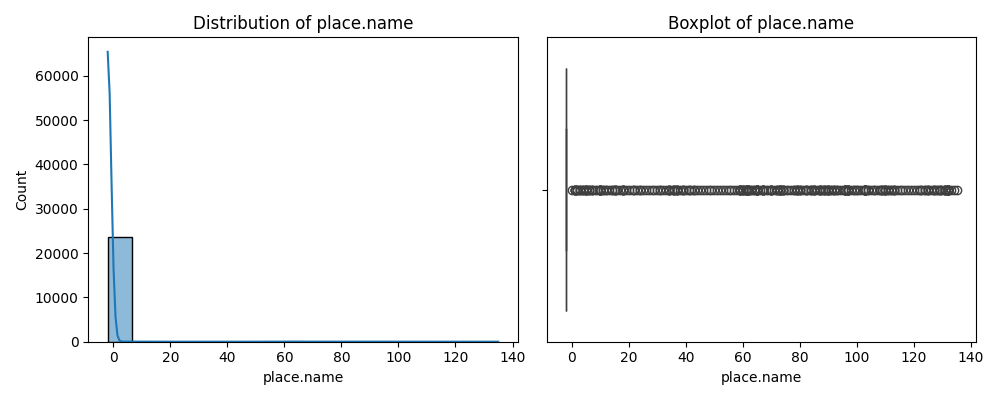 Distribution of place.name
60000
50000
40000
30000
20000
10000
0
Count
0 20 40 60 80 100 120 140
place.name
Boxplot of place.name
0 20 40 60 80 100 120 140
place.name